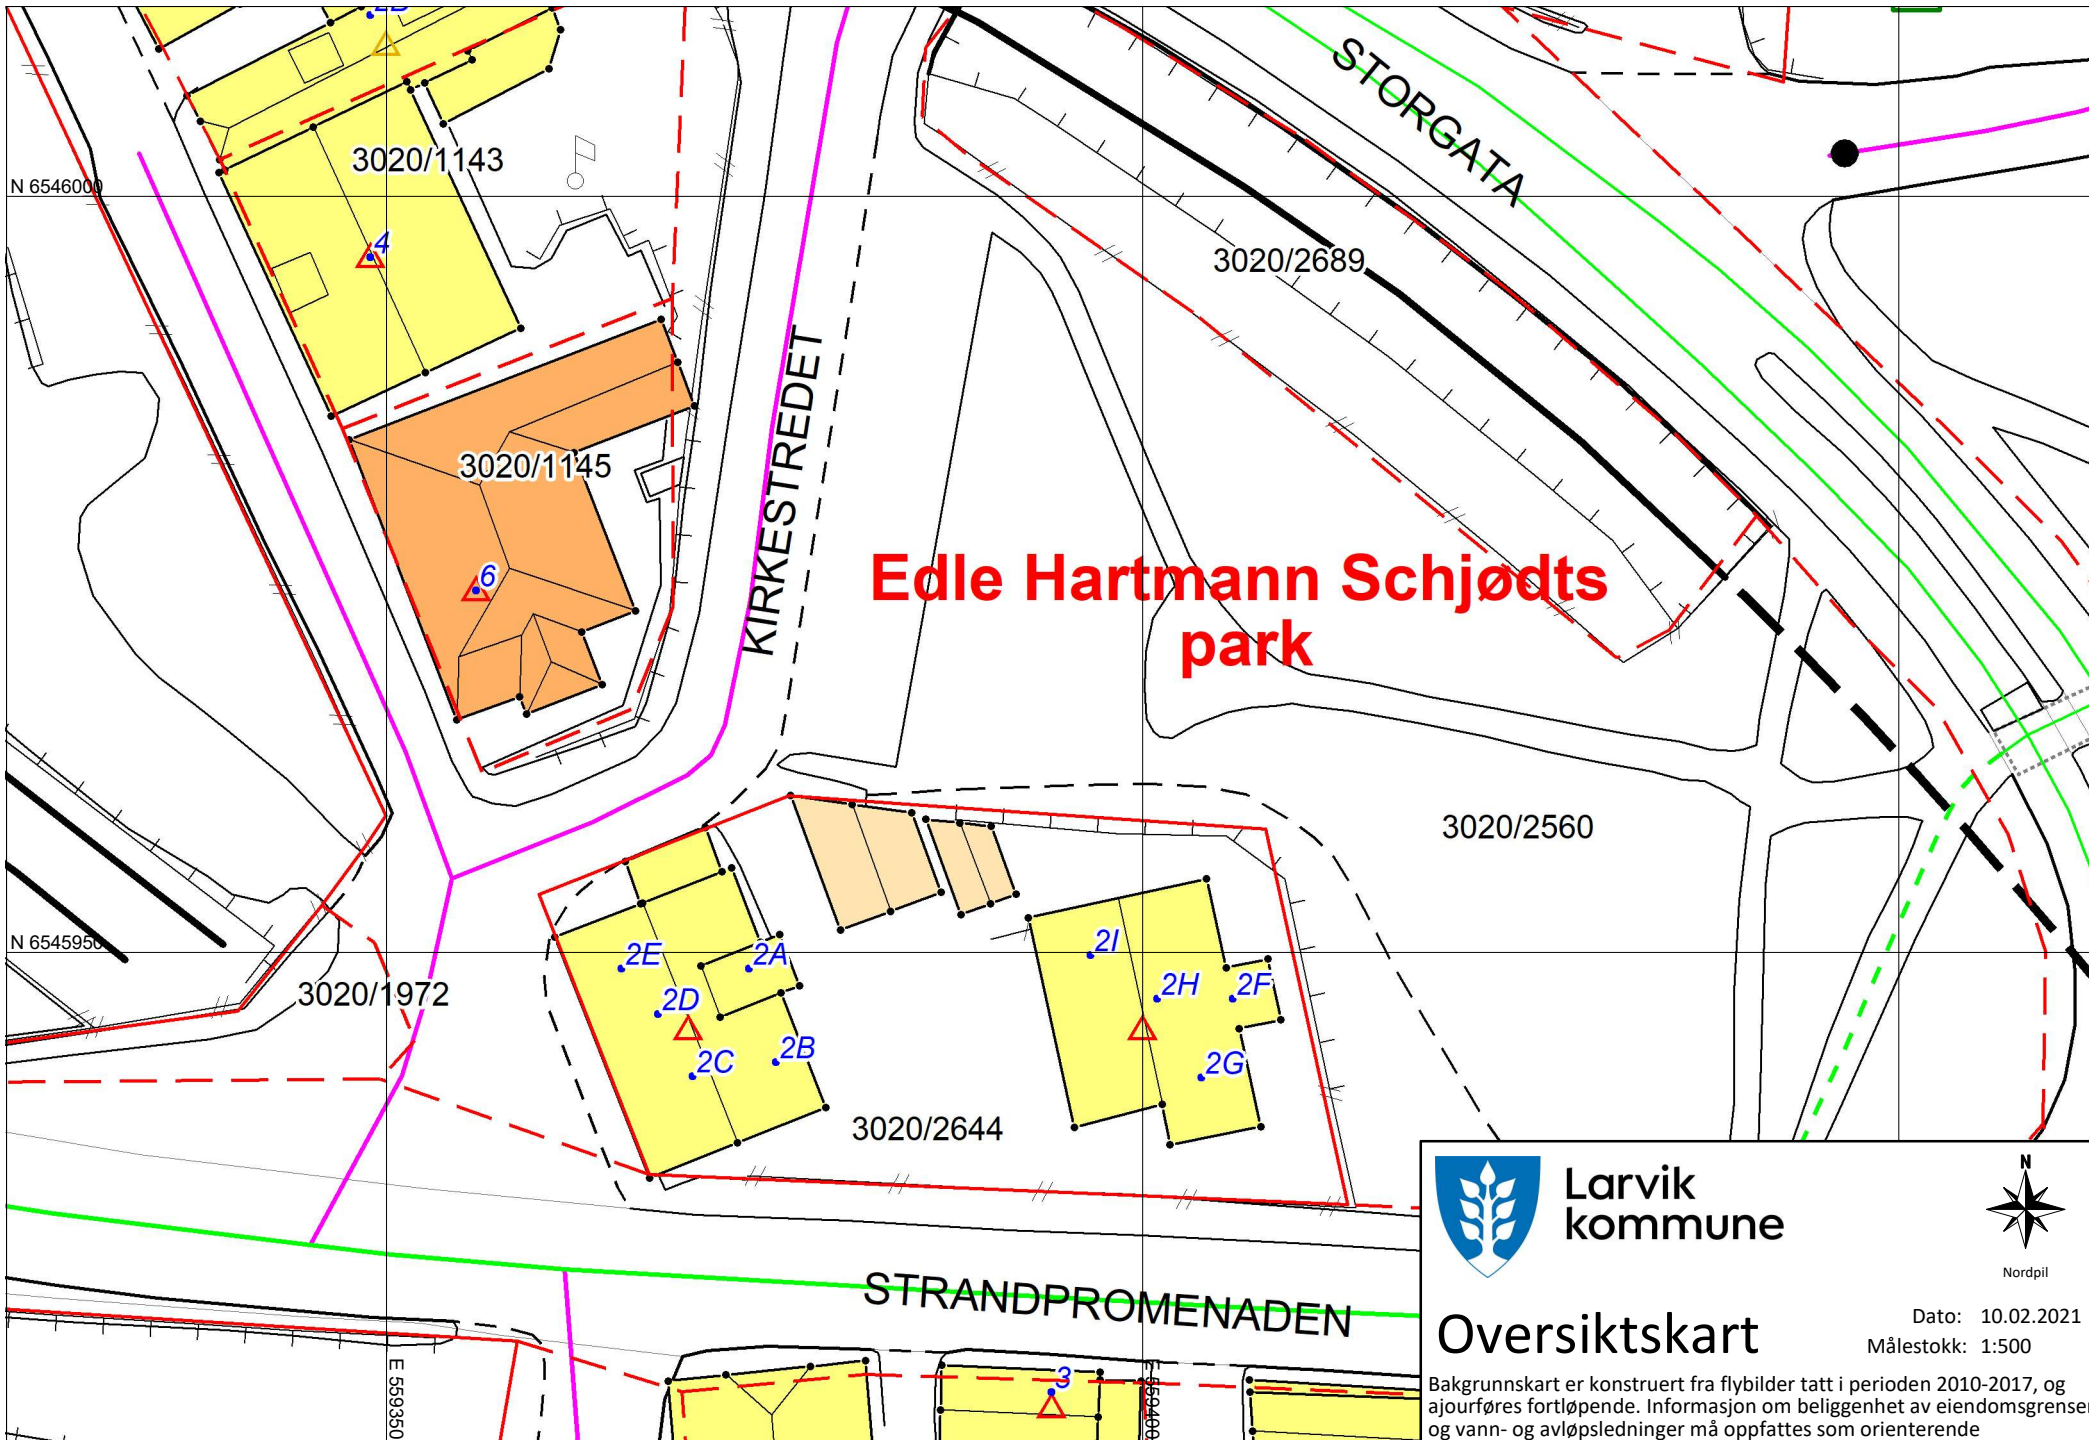 2B
STORGATA
3020/1143
N 6546000
4
3020/2689
KIRKESTREDET
3020/1145
6
Edle Hartmann Schjødts
park
3020/2560
N 6545950
3020/1972
2E
2A
2D
2C
2B
2I
2H
2F
2G
3020/2644
STRANDPROMENADEN
3
E 559350
E 559400
Larvik
kommune
N
Nordpil
Oversiktskart
Dato: 10.02.2021
Målestokk: 1:500
Bakgrunnskart er konstruert fra flybilder tatt i perioden 2010-2017, og
ajourføres fortløpende. Informasjon om beliggenhet av eiendomsgrenser
og vann- og avløpsledninger må oppfattes som orienterende